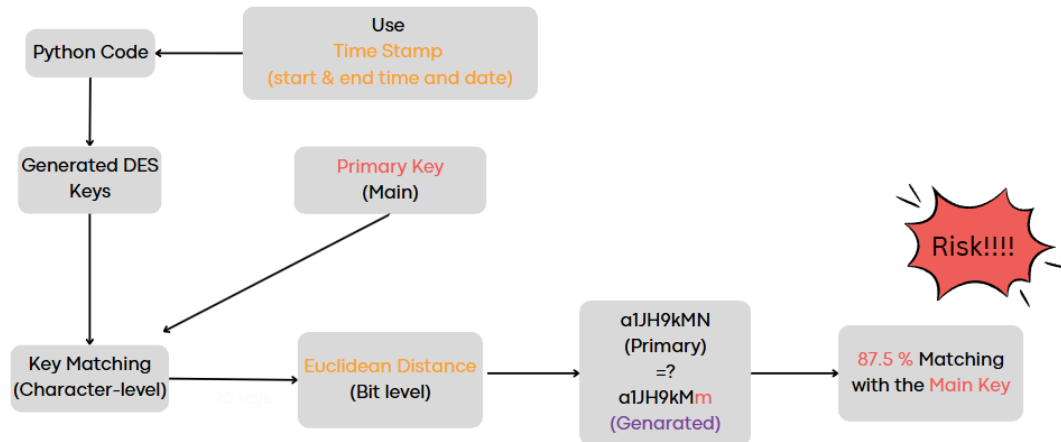 Use
Time Stamp
(start & end time and date)
Python Code
Generated DES
Keys
Primary Key
(Main)
Risk!!!!
Key Matching
(Character-level)
Euclidean Distance
(Bit level)
a1JH9kMN
(Primary)
=?
a1JH9kMm
(Genarated)
87.5 % Matching
with the Main Key